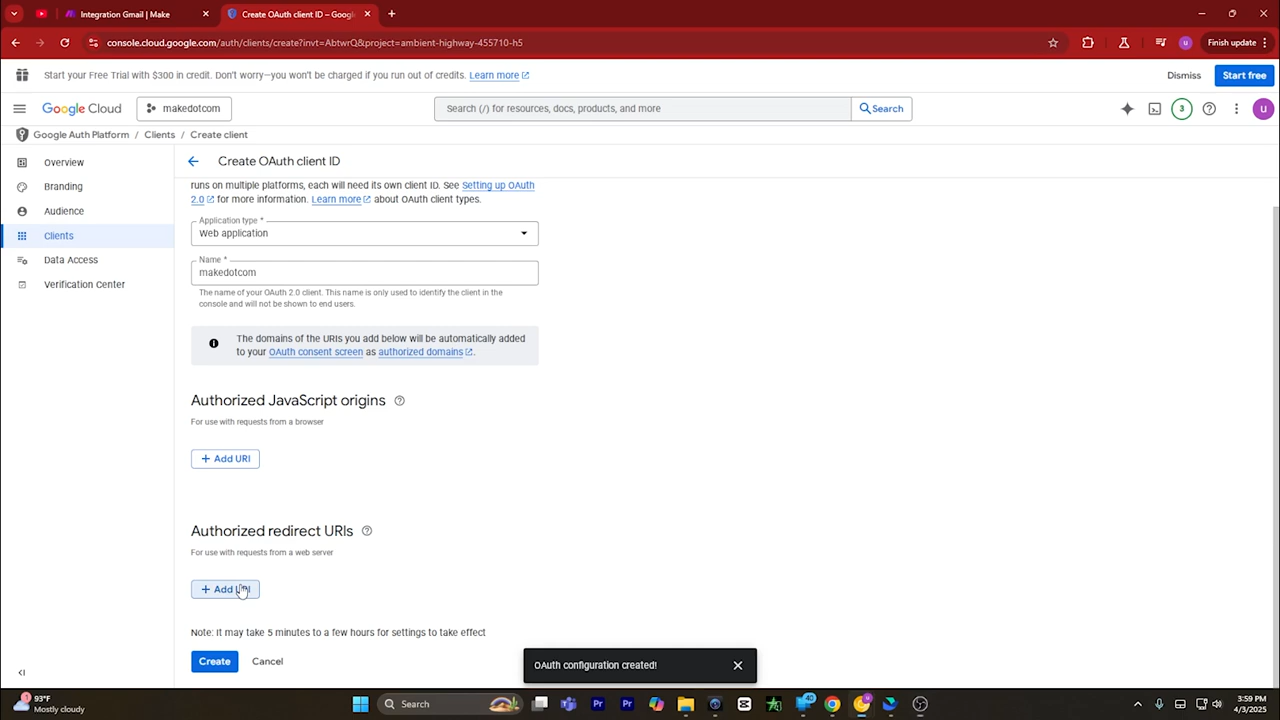 Integration Gmail | Make
Create OAuth client ID – Googl
console.cloud.google.com/auth/clients/create?invt=AbtwrQ&project=ambient-highway-455710-h5
u
Finish update
Start your Free Trial with $300 in credit. Don't worry—you won't be charged if you run out of credits. Learn more
Dismiss
Start free
Google Cloud
makedotcom
Search (/) for resources, docs, products, and more
Search
3
u
Google Auth Platform / Clients / Create client
Overview
Branding
Audience
Clients
Data Access
Verification Center
Create OAuth client ID
runs on multiple platforms, each will need its own client ID. See Setting up OAuth
2.0 for more information. Learn more about OAuth client types.
Application type *
Web application
Name *
makedotcom
The name of your OAuth 2.0 client. This name is only used to identify the client in the
console and will not be shown to end users.
The domains of the URIs you add below will be automatically added
to your OAuth consent screen as authorized domains.
Authorized JavaScript origins
For use with requests from a browser
+ Add URI
Authorized redirect URIs
For use with requests from a web server
+ Add URI
Note: It may take 5 minutes to a few hours for settings to take effect
Create
Cancel
OAuth configuration created!
1
93°F
Mostly cloudy
Search
Pr
Pr
40
u
3:59 PM
4/3/2025